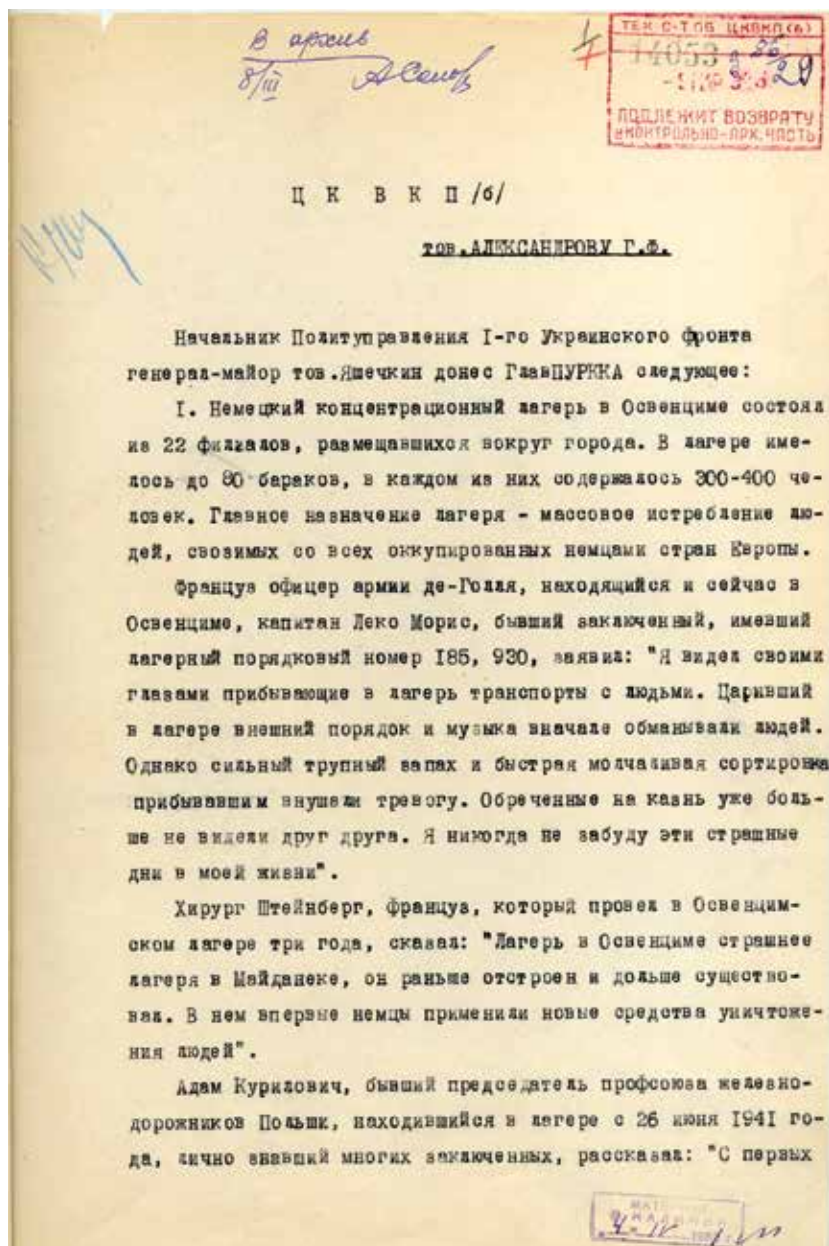 В архив
8/III
ТЕХ С-Т ОБ ЦКВКП(б)
14053
ПОДЛЕЖИТ ВОЗВРАТУ
в КОНТРОЛЬНО-АРХ. ЧАСТЬ
Ц К В К П /б/
тов.АЛЕКСАНДРОВУ Г.Ф.
Начальник Политуправления I-го Украинского фронта
генерал-майор тов.Яшечкин донес ГлавПУРККА следующее:
I. Немецкий концентрационный лагерь в Освенциме состоял
из 22 филиалов, размещавшихся вокруг города. В лагере име-
лось до 80 бараков, в каждом из них содержалось 300-400 че-
ловек. Главное назначение лагеря - массовое истребление лю-
дей, свозимых со всех оккупированных немцами стран Европы.
Француз офицер армии де-Голля, находящийся и сейчас в
Освенциме, капитан Леко Морис, бывший заключенный, имевший
лагерный порядковый номер I85, 930, заявил: "Я видел своими
глазами прибывающие в лагерь транспорты с людьми. Царивший
в лагере внешний порядок и музыка вначале обманывали людей.
Однако сильный трупный запах и быстрая молчаливая сортировка
прибывавшим внушали тревогу. Обреченные на казнь уже боль-
ше не видели друг друга. Я никогда не забуду эти страшные
дни в моей жизни".
Хирург Штейнберг, француз, который провел в Освенцим-
ском лагере три года, сказал: "Лагерь в Освенциме страшнее
лагеря в Майданеке, он раньше отстроен и дольше существо-
вал. В нем впервые немцы применили новые средства уничтоже-
ния людей".
Адам Курилович, бывший председатель профсоюза железно-
дорожников Польши, находившийся в лагере с 26 июня I941 го-
да, лично знавший многих заключенных, рассказал: "С первых